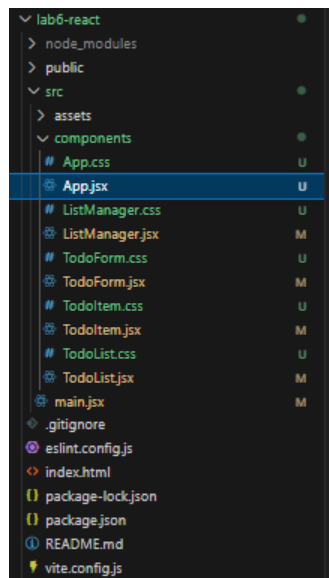 lab6-react
node_modules
public
src
assets
components
# App.css U
App.jsx U
# ListManager.css U
ListManager.jsx M
# TodoForm.css U
TodoForm.jsx M
# TodoItem.css U
TodoItem.jsx M
# TodoList.css U
TodoList.jsx M
main.jsx M
.gitignore
eslint.config.js
<> index.html
{} package-lock.json
{} package.json
README.md
vite.config.js